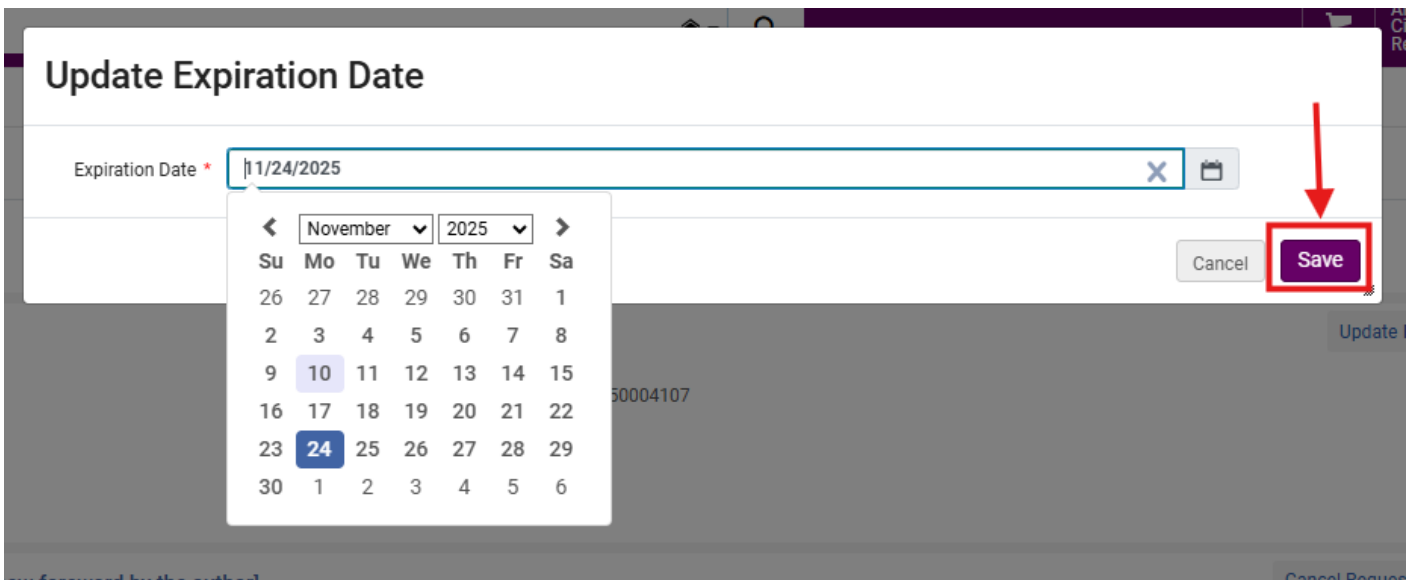 Update Expiration Date
Expiration Date * 11/24/2025
November 2025
Su Mo Tu We Th Fr Sa
26 27 28 29 30 31 1
2 3 4 5 6 7 8
9 10 11 12 13 14 15
16 17 18 19 20 21 22
23 24 25 26 27 28 29
30 1 2 3 4 5 6
Cancel Save
Update
50004107
by the author]
Cancel